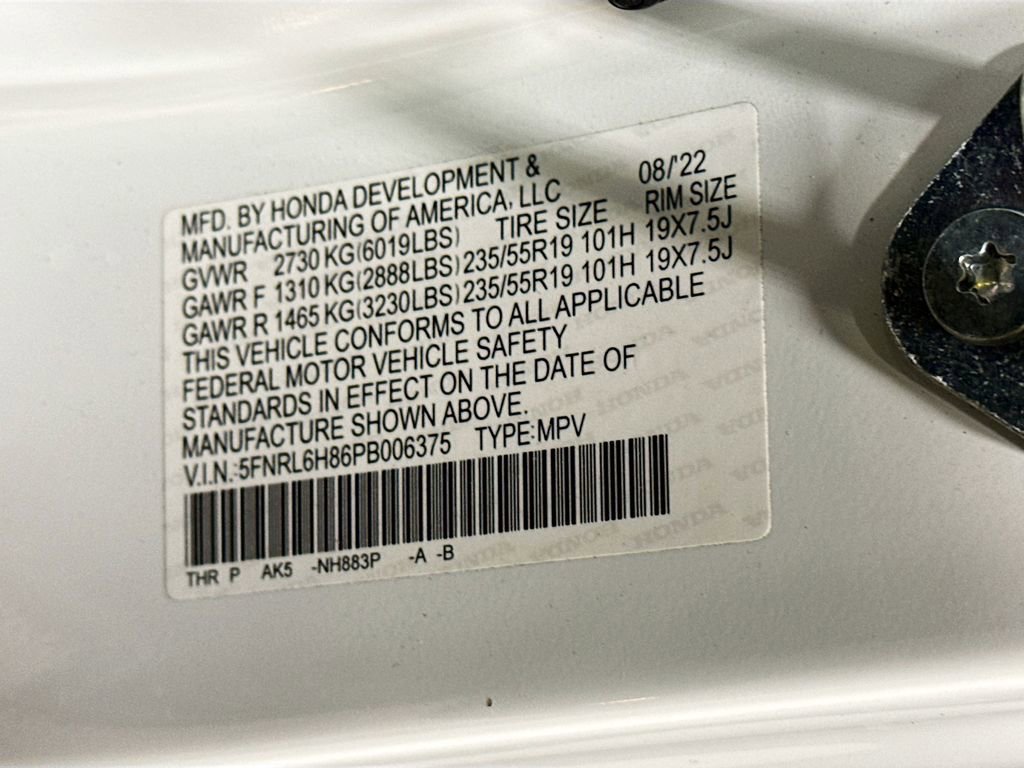 MFD. BY HONDA DEVELOPMENT & 08/'22
MANUFACTURING OF AMERICA, LLC
GVWR 2730 KG(6019LBS) TIRE SIZE RIM SIZE
GAWR F 1310 KG(2888LBS) 235/55R19 101H 19X7.5J
GAWR R 1465 KG(3230LBS) 235/55R19 101H 19X7.5J
THIS VEHICLE CONFORMS TO ALL APPLICABLE
FEDERAL MOTOR VEHICLE SAFETY
STANDARDS IN EFFECT ON THE DATE OF
MANUFACTURE SHOWN ABOVE.
V.I.N.:5FNRL6H86PB006375 TYPE:MPV
THR P AK5 -NH883P -A -B
HONDA
HONDA
HONDA